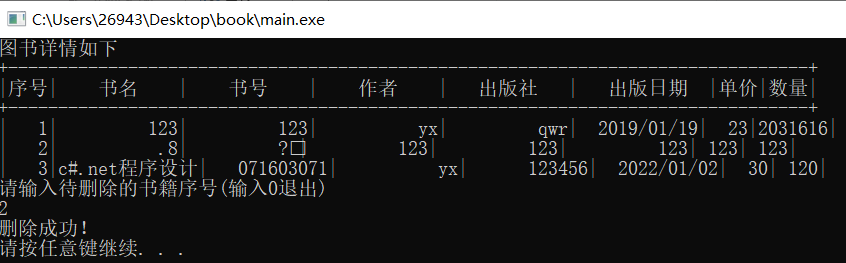 C:\Users\26943\Desktop\book\main.exe
图书详情如下
+--------------------------------------------------------------------------------+
|序号|    书名    |    书号    |    作者    |   出版社   |   出版日期  |单价|数量|
+--------------------------------------------------------------------------------+
|   1|         123|         123|          yx|         qwr|   2019/01/19|  23|2031616|
|   2|          .8|         ?□|         123|         123|          123| 123| 123|
|   3|c#.net程序设计|   071603071|          yx|      123456|   2022/01/02|  30| 120|
请输入待删除的书籍序号(输入0退出)
2
删除成功!
请按任意键继续. . .